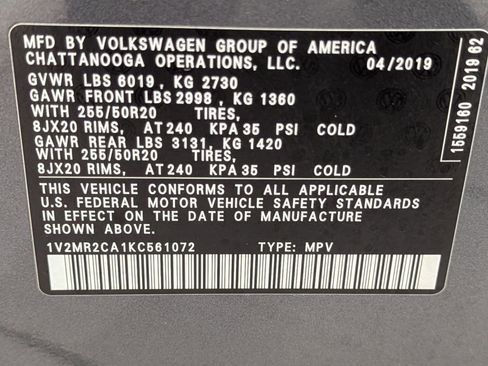 MFD BY VOLKSWAGEN GROUP OF AMERICA
CHATTANOOGA OPERATIONS, LLC. 04/2019
GVWR LBS 6019 , KG 2730
GAWR FRONT LBS 2998 , KG 1360
WITH 255/50R20 TIRES,
8JX20 RIMS, AT 240 KPA 35 PSI COLD
GAWR REAR LBS 3131, KG 1420
WITH 255/50R20 TIRES,
8JX20 RIMS, AT 240 KPA 35 PSI COLD
THIS VEHICLE CONFORMS TO ALL APPLICABLE
U.S. FEDERAL MOTOR VEHICLE SAFETY STANDARDS
IN EFFECT ON THE DATE OF MANUFACTURE
SHOWN ABOVE.
1V2MR2CA1KC561072 TYPE: MPV
1559160 2019 62